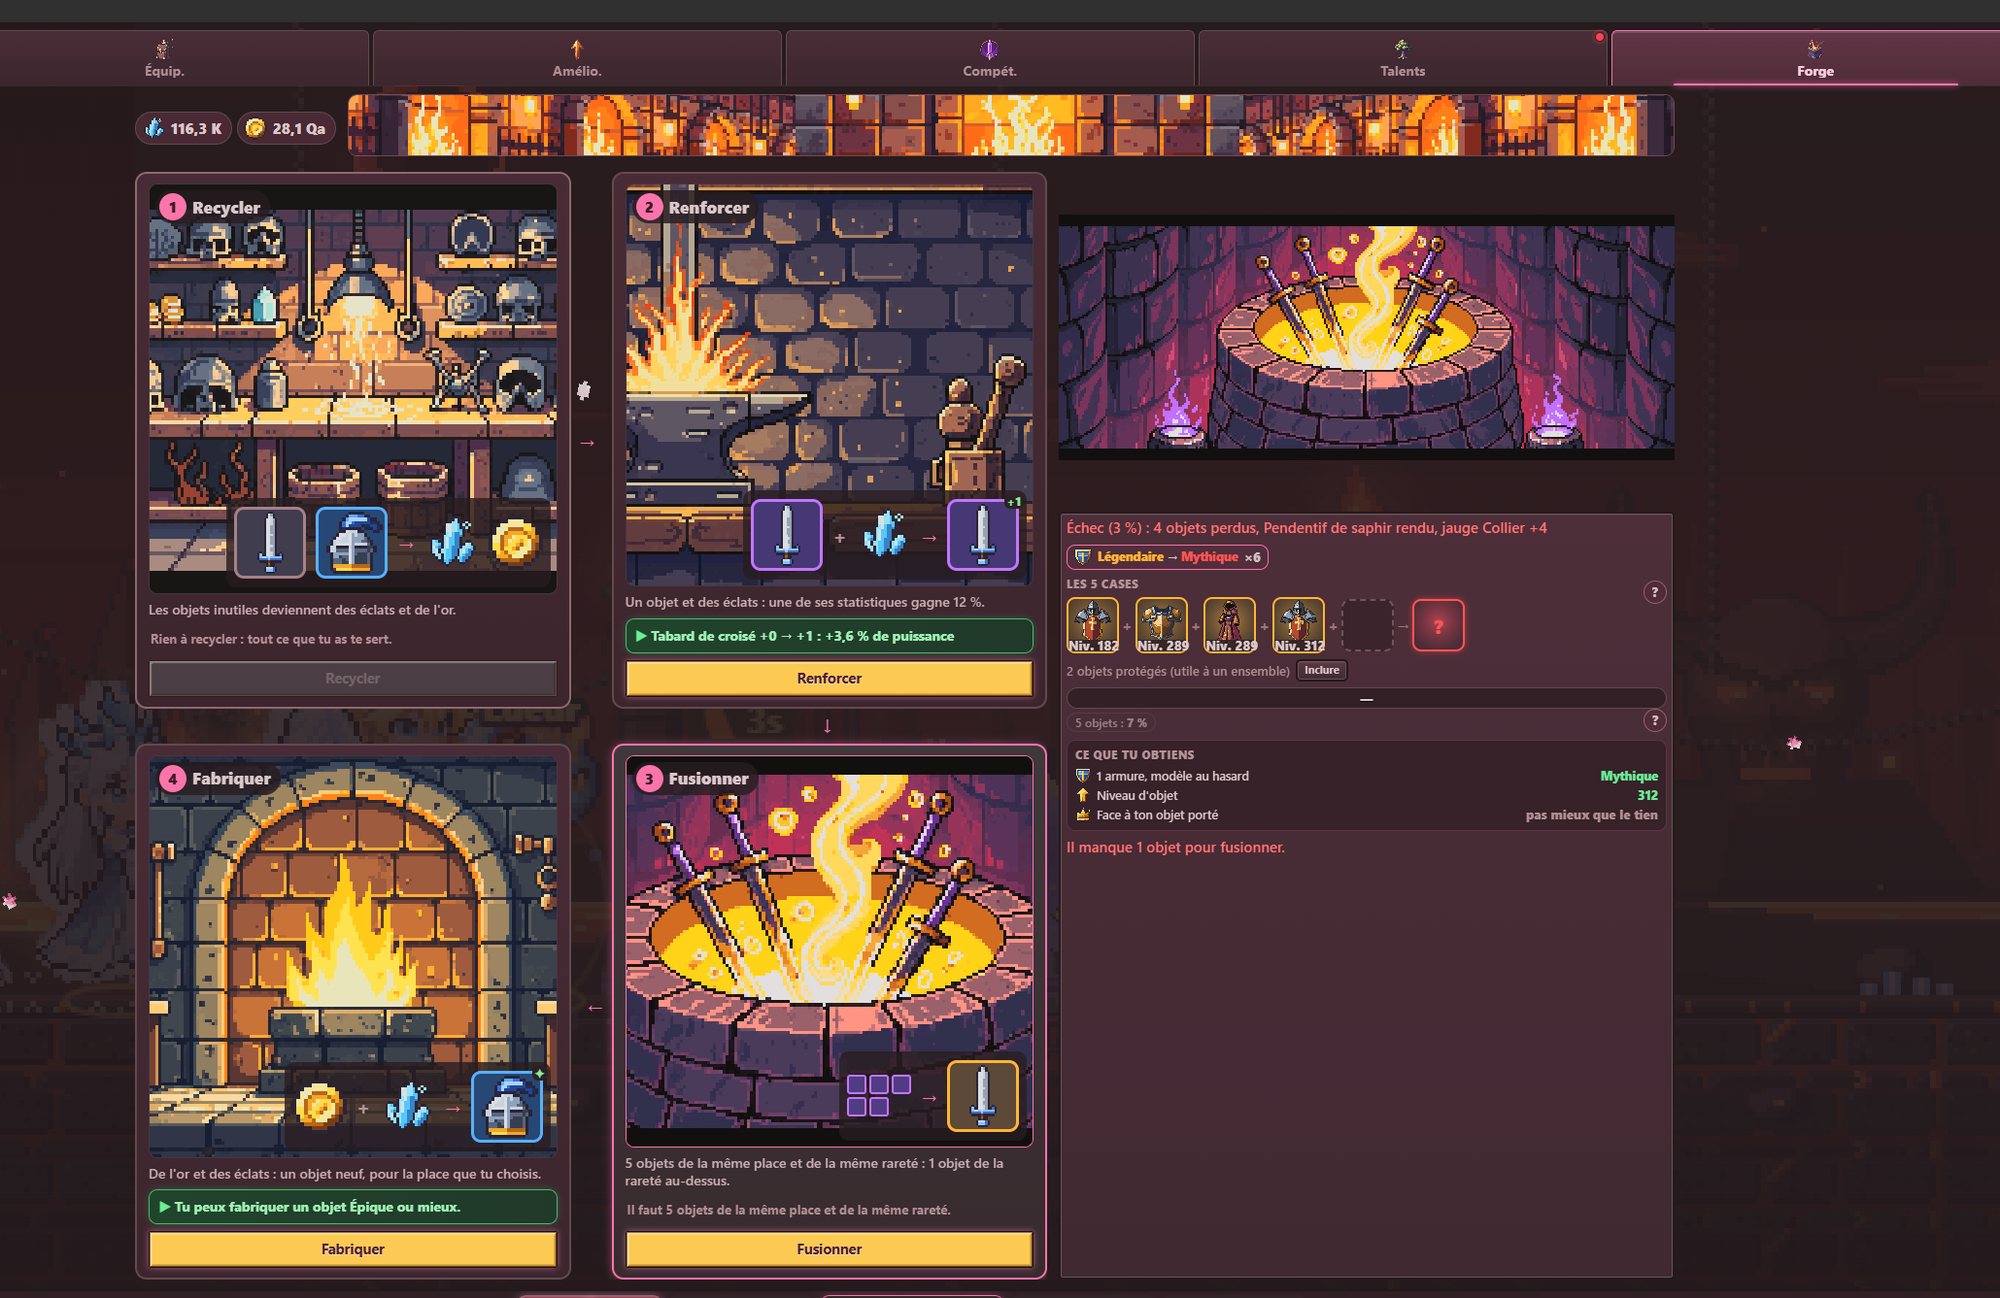 Équip.
Amélio.
Compét.
Talents
Forge
116,3 K
28,1 Qa
1 Recycler
Les objets inutiles deviennent des éclats et de l'or.
Rien à recycler : tout ce que tu as te sert.
Recycler
→
2 Renforcer
+ → +1
Un objet et des éclats : une de ses statistiques gagne 12 %.
▶ Tabard de croisé +0 → +1 : +3,6 % de puissance
Renforcer
↓
4 Fabriquer
+ →
De l'or et des éclats : un objet neuf, pour la place que tu choisis.
▶ Tu peux fabriquer un objet Épique ou mieux.
Fabriquer
←
3 Fusionner
→
5 objets de la même place et de la même rareté : 1 objet de la
rareté au-dessus.
Il faut 5 objets de la même place et de la même rareté.
Fusionner
Échec (3 %) : 4 objets perdus, Pendentif de saphir rendu, jauge Collier +4
Légendaire → Mythique ×6
LES 5 CASES
?
Niv. 182 + Niv. 289 + Niv. 289 + Niv. 312 + → ?
2 objets protégés (utile à un ensemble) Inclure
—
5 objets : 7 %
?
CE QUE TU OBTIENS
1 armure, modèle au hasard Mythique
Niveau d'objet 312
Face à ton objet porté pas mieux que le tien
Il manque 1 objet pour fusionner.